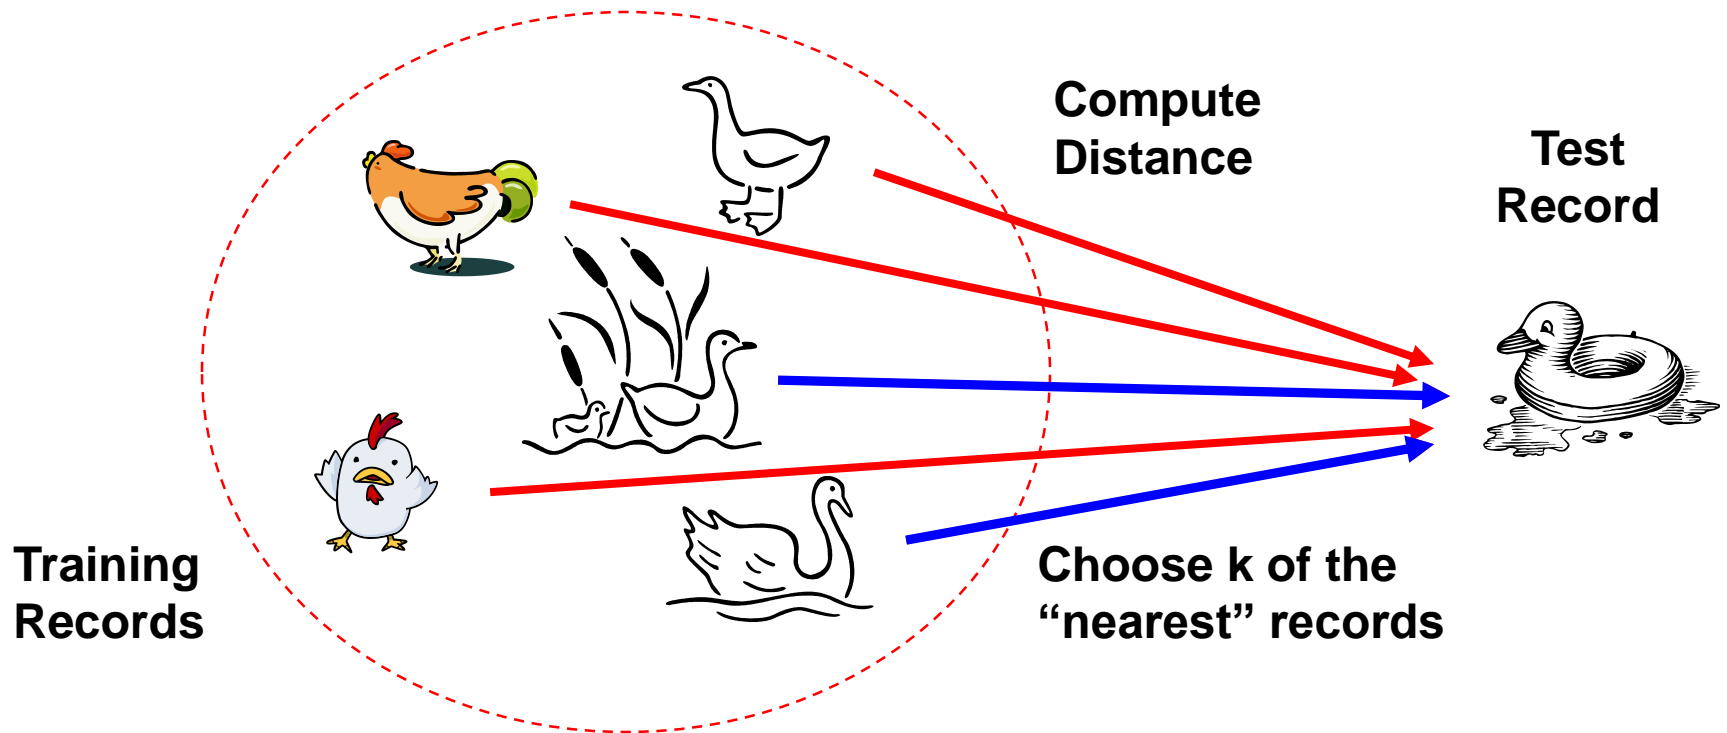 Compute
Distance
Test
Record
Training
Records
Choose k of the
“nearest” records